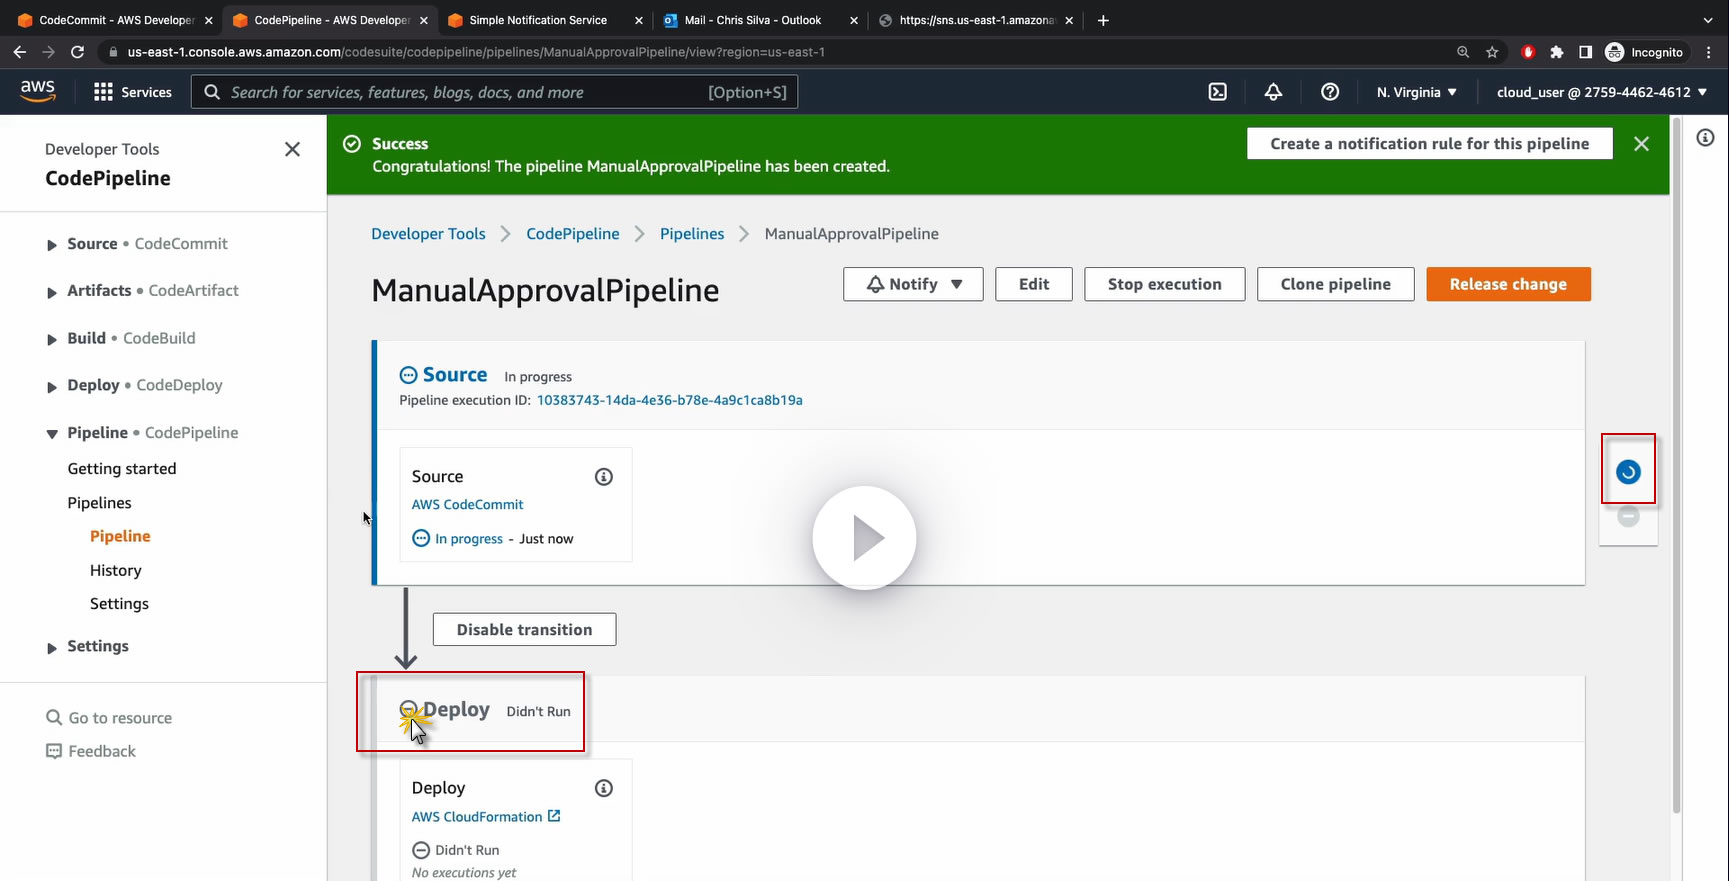 CodeCommit - AWS Developer
CodePipeline - AWS Developer
Simple Notification Service
Mail - Chris Silva - Outlook
https://sns.us-east-1.amazona
us-east-1.console.aws.amazon.com/codesuite/codepipeline/pipelines/ManualApprovalPipeline/view?region=us-east-1
Incognito
aws
Services
Search for services, features, blogs, docs, and more
[Option+S]
N. Virginia
cloud_user @ 2759-4462-4612
Developer Tools
CodePipeline
Source • CodeCommit
Artifacts • CodeArtifact
Build • CodeBuild
Deploy • CodeDeploy
Pipeline • CodePipeline
Getting started
Pipelines
Pipeline
History
Settings
Settings
Go to resource
Feedback
Success
Congratulations! The pipeline ManualApprovalPipeline has been created.
Create a notification rule for this pipeline
Developer Tools > CodePipeline > Pipelines > ManualApprovalPipeline
ManualApprovalPipeline
Notify
Edit
Stop execution
Clone pipeline
Release change
Source In progress
Pipeline execution ID: 10383743-14da-4e36-b78e-4a9c1ca8b19a
Source
AWS CodeCommit
In progress - Just now
Disable transition
Deploy Didn't Run
Deploy
AWS CloudFormation
Didn't Run
No executions yet